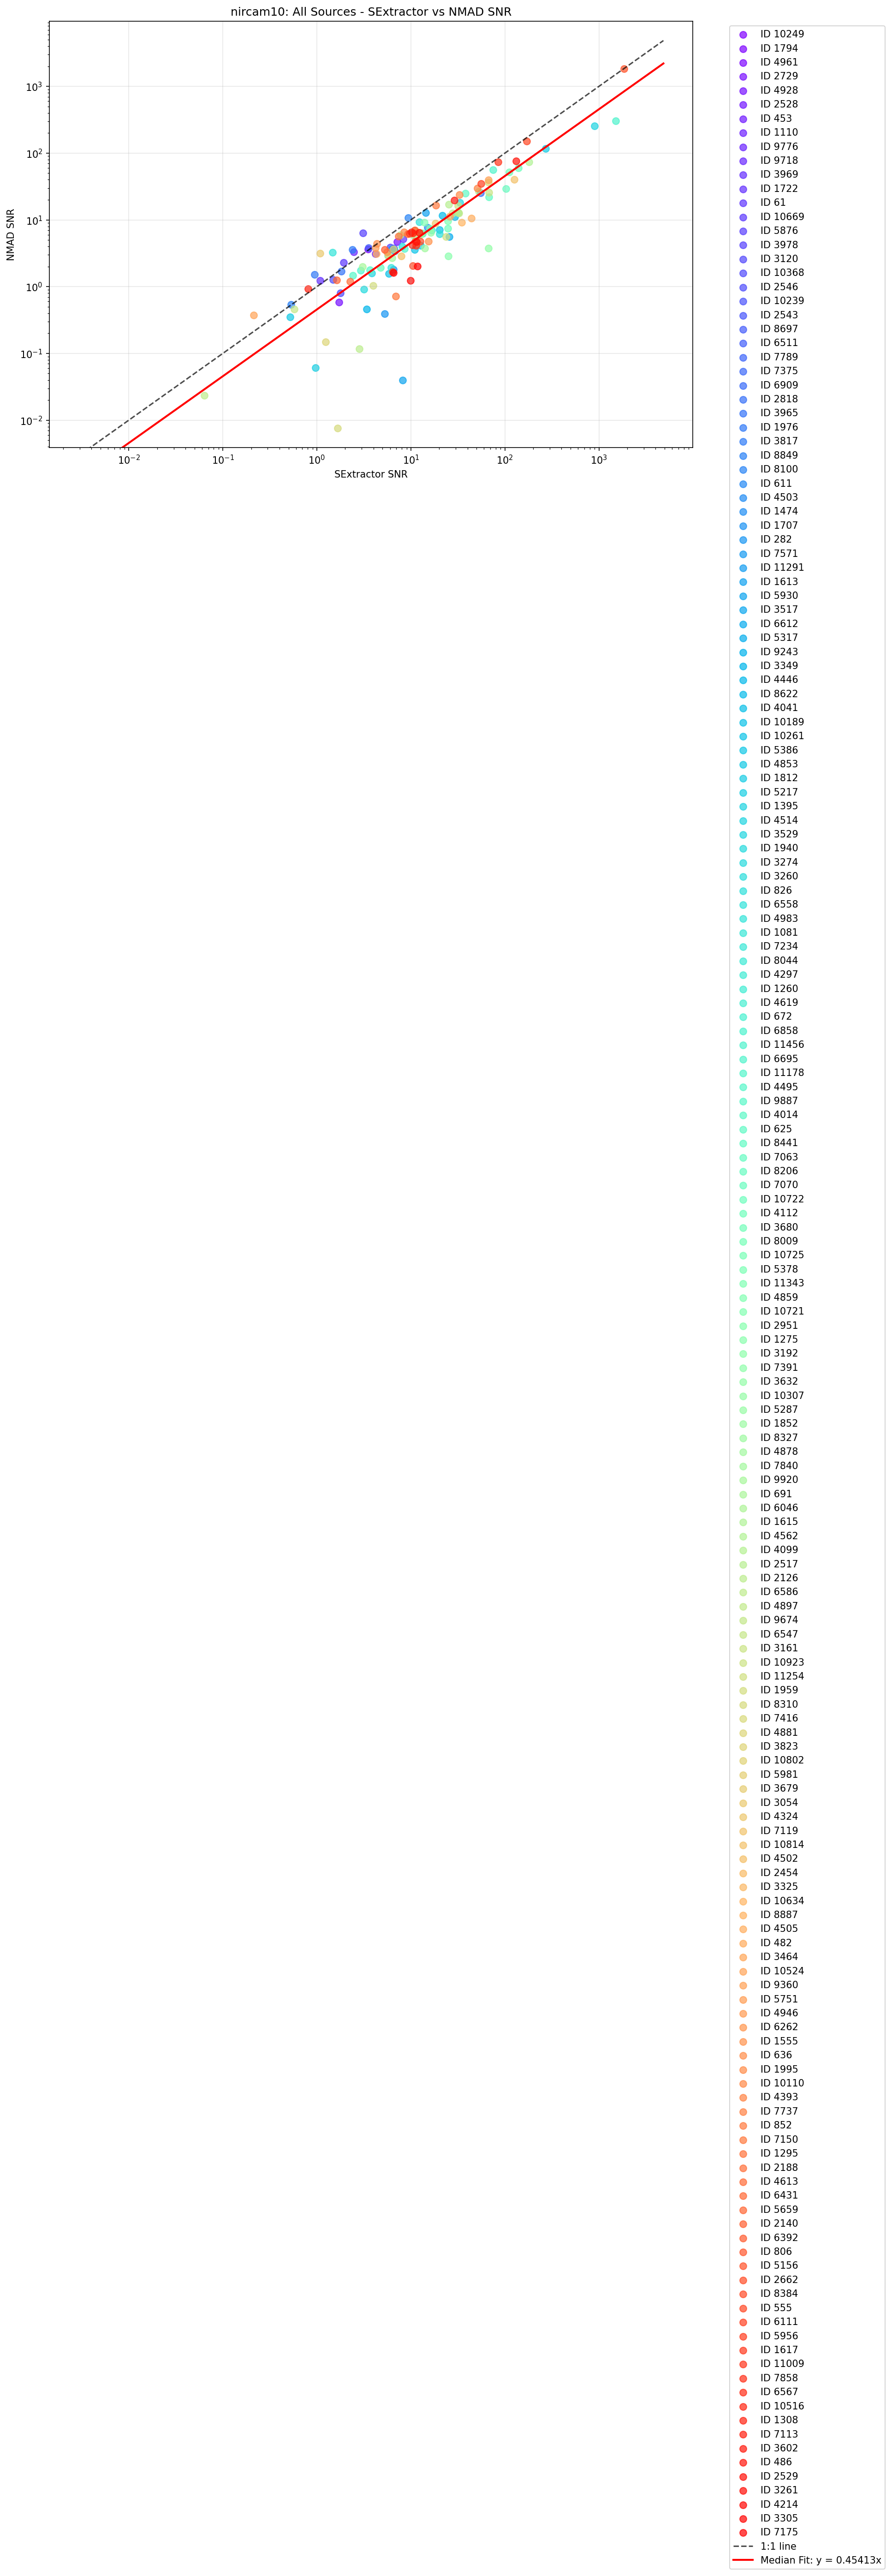 nircam10: All Sources - SExtractor vs NMAD SNR
NMAD SNR
10³
10²
10¹
10⁰
10⁻¹
10⁻²
10⁻² 10⁻¹ 10⁰ 10¹ 10² 10³
SExtractor SNR
ID 10249
ID 1794
ID 4961
ID 2729
ID 4928
ID 2528
ID 453
ID 1110
ID 9776
ID 9718
ID 3969
ID 1722
ID 61
ID 10669
ID 5876
ID 3978
ID 3120
ID 10368
ID 2546
ID 10239
ID 2543
ID 8697
ID 6511
ID 7789
ID 7375
ID 6909
ID 2818
ID 3965
ID 1976
ID 3817
ID 8849
ID 8100
ID 611
ID 4503
ID 1474
ID 1707
ID 282
ID 7571
ID 11291
ID 1613
ID 5930
ID 3517
ID 6612
ID 5317
ID 9243
ID 3349
ID 4446
ID 8622
ID 4041
ID 10189
ID 10261
ID 5386
ID 4853
ID 1812
ID 5217
ID 1395
ID 4514
ID 3529
ID 1940
ID 3274
ID 3260
ID 826
ID 6558
ID 4983
ID 1081
ID 7234
ID 8044
ID 4297
ID 1260
ID 4619
ID 672
ID 6858
ID 11456
ID 6695
ID 11178
ID 4495
ID 9887
ID 4014
ID 625
ID 8441
ID 7063
ID 8206
ID 7070
ID 10722
ID 4112
ID 3680
ID 8009
ID 10725
ID 5378
ID 11343
ID 4859
ID 10721
ID 2951
ID 1275
ID 3192
ID 7391
ID 3632
ID 10307
ID 5287
ID 1852
ID 8327
ID 4878
ID 7840
ID 9920
ID 691
ID 6046
ID 1615
ID 4562
ID 4099
ID 2517
ID 2126
ID 6586
ID 4897
ID 9674
ID 6547
ID 3161
ID 10923
ID 11254
ID 1959
ID 8310
ID 7416
ID 4881
ID 3823
ID 10802
ID 5981
ID 3679
ID 3054
ID 4324
ID 7119
ID 10814
ID 4502
ID 2454
ID 3325
ID 10634
ID 8887
ID 4505
ID 482
ID 3464
ID 10524
ID 9360
ID 5751
ID 4946
ID 6262
ID 1555
ID 636
ID 1995
ID 10110
ID 4393
ID 7737
ID 852
ID 7150
ID 1295
ID 2188
ID 4613
ID 6431
ID 5659
ID 2140
ID 6392
ID 806
ID 5156
ID 2662
ID 8384
ID 555
ID 6111
ID 5956
ID 1617
ID 11009
ID 7858
ID 6567
ID 10516
ID 1308
ID 7113
ID 3602
ID 486
ID 2529
ID 3261
ID 4214
ID 3305
ID 7175
1:1 line
Median Fit: y = 0.45413x